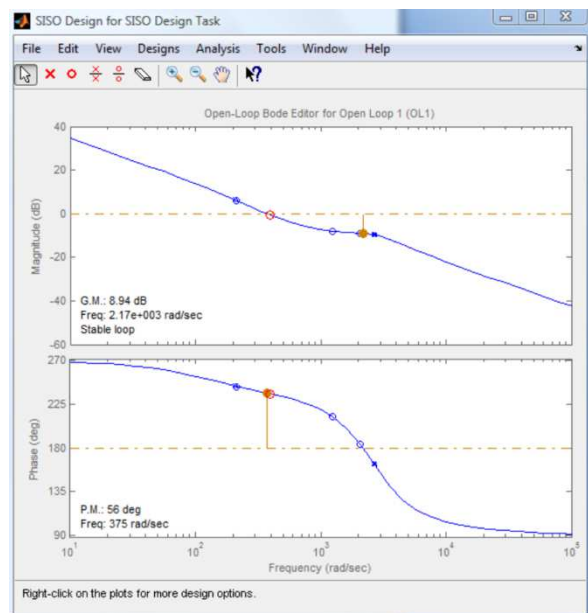 SISO Design for SISO Design Task
File Edit View Designs Analysis Tools Window Help
Open-Loop Bode Editor for Open Loop 1 (OL1)
40
20
0
-20
-40
-60
Magnitude (dB)
G.M.: 8.94 dB
Freq: 2.17e+003 rad/sec
Stable loop
270
225
180
135
90
Phase (deg)
P.M.: 56 deg
Freq: 375 rad/sec
10^1 10^2 10^3 10^4 10^5
Frequency (rad/sec)
Right-click on the plots for more design options.